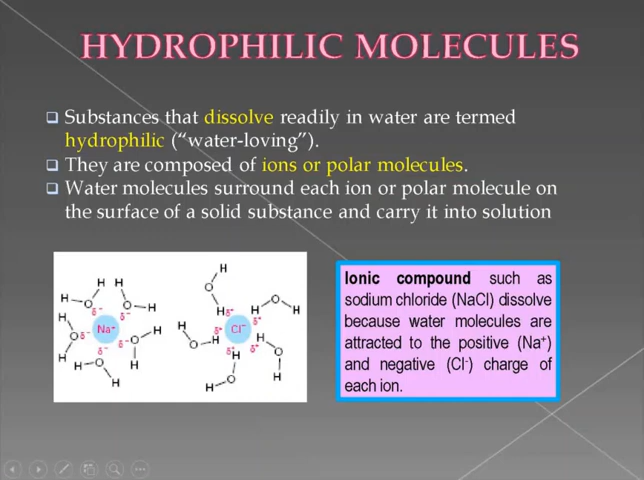 HYDROPHILIC MOLECULES
Substances that dissolve readily in water are termed
hydrophilic (“water-loving”).
They are composed of ions or polar molecules.
Water molecules surround each ion or polar molecule on
the surface of a solid substance and carry it into solution
H H H H
H O O H
δ⁻ δ⁻
H Na⁺ H
O δ⁻ δ⁻ O
H δ⁻ H
H O
H
H
O H
H δ⁺ O H
H δ⁺
H δ⁺ Cl⁻ H
O H δ⁺ δ⁺ O
H
H O H
Ionic compound such as
sodium chloride (NaCl) dissolve
because water molecules are
attracted to the positive (Na⁺)
and negative (Cl⁻) charge of
each ion.